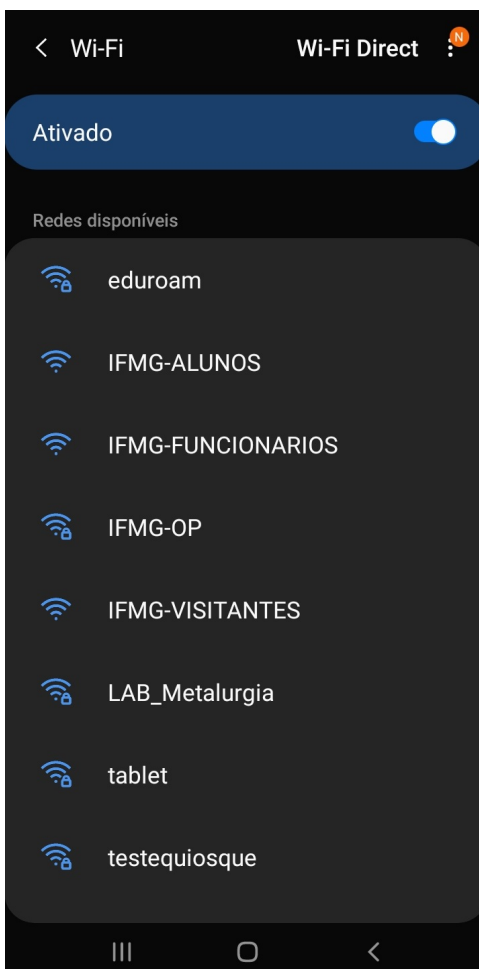 Wi-Fi Wi-Fi Direct N
Ativado
Redes disponíveis
eduroam
IFMG-ALUNOS
IFMG-FUNCIONARIOS
IFMG-OP
IFMG-VISITANTES
LAB_Metalurgia
tablet
testequiosque